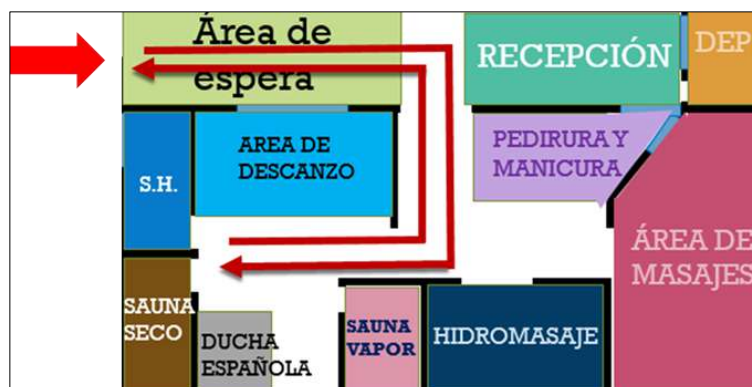 Área de
espera
RECEPCIÓN
DEP
AREA DE
DESCANZO
PEDIRURA Y
MANICURA
S.H.
ÁREA DE
MASAJES
SAUNA
SECO
DUCHA
ESPAÑOLA
SAUNA
VAPOR
HIDROMASAJE